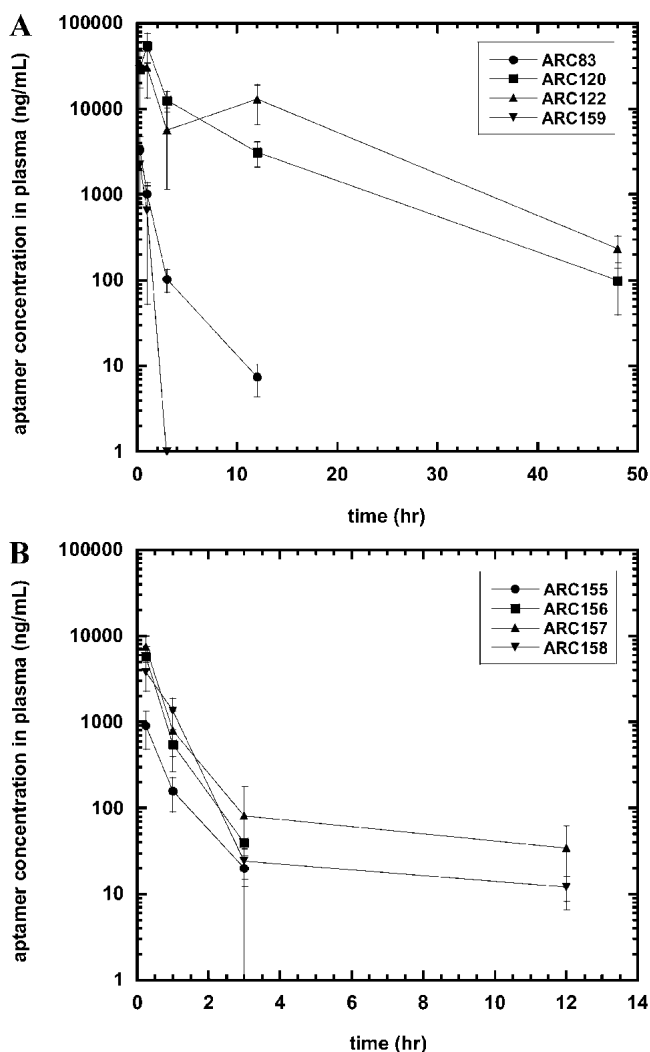 A
aptamer concentration in plasma (ng/mL)
100000
10000
1000
100
10
1
ARC83
ARC120
ARC122
ARC159
0 10 20 30 40 50
time (hr)
B
aptamer concentration in plasma (ng/mL)
100000
10000
1000
100
10
1
ARC155
ARC156
ARC157
ARC158
0 2 4 6 8 10 12 14
time (hr)